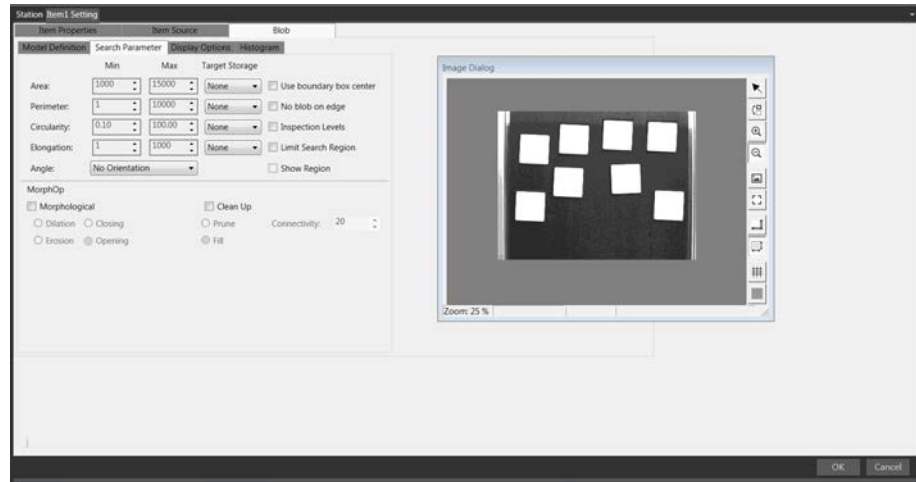 Station Item1 Setting
Item Properties Item Source Blob
Model Definition Search Parameter Display Options Histogram
Min Max Target Storage
Area: 1000 15000 None Use boundary box center
Perimeter: 1 10000 None No blob on edge
Circularity: 0.10 100.00 None Inspection Levels
Elongation: 1 1000 None Limit Search Region
Angle: No Orientation Show Region
MorphOp
Morphological Clean Up
Dilation Closing Prune Connectivity: 20
Erosion Opening Fill
Image Dialog
Zoom: 25 %
OK Cancel